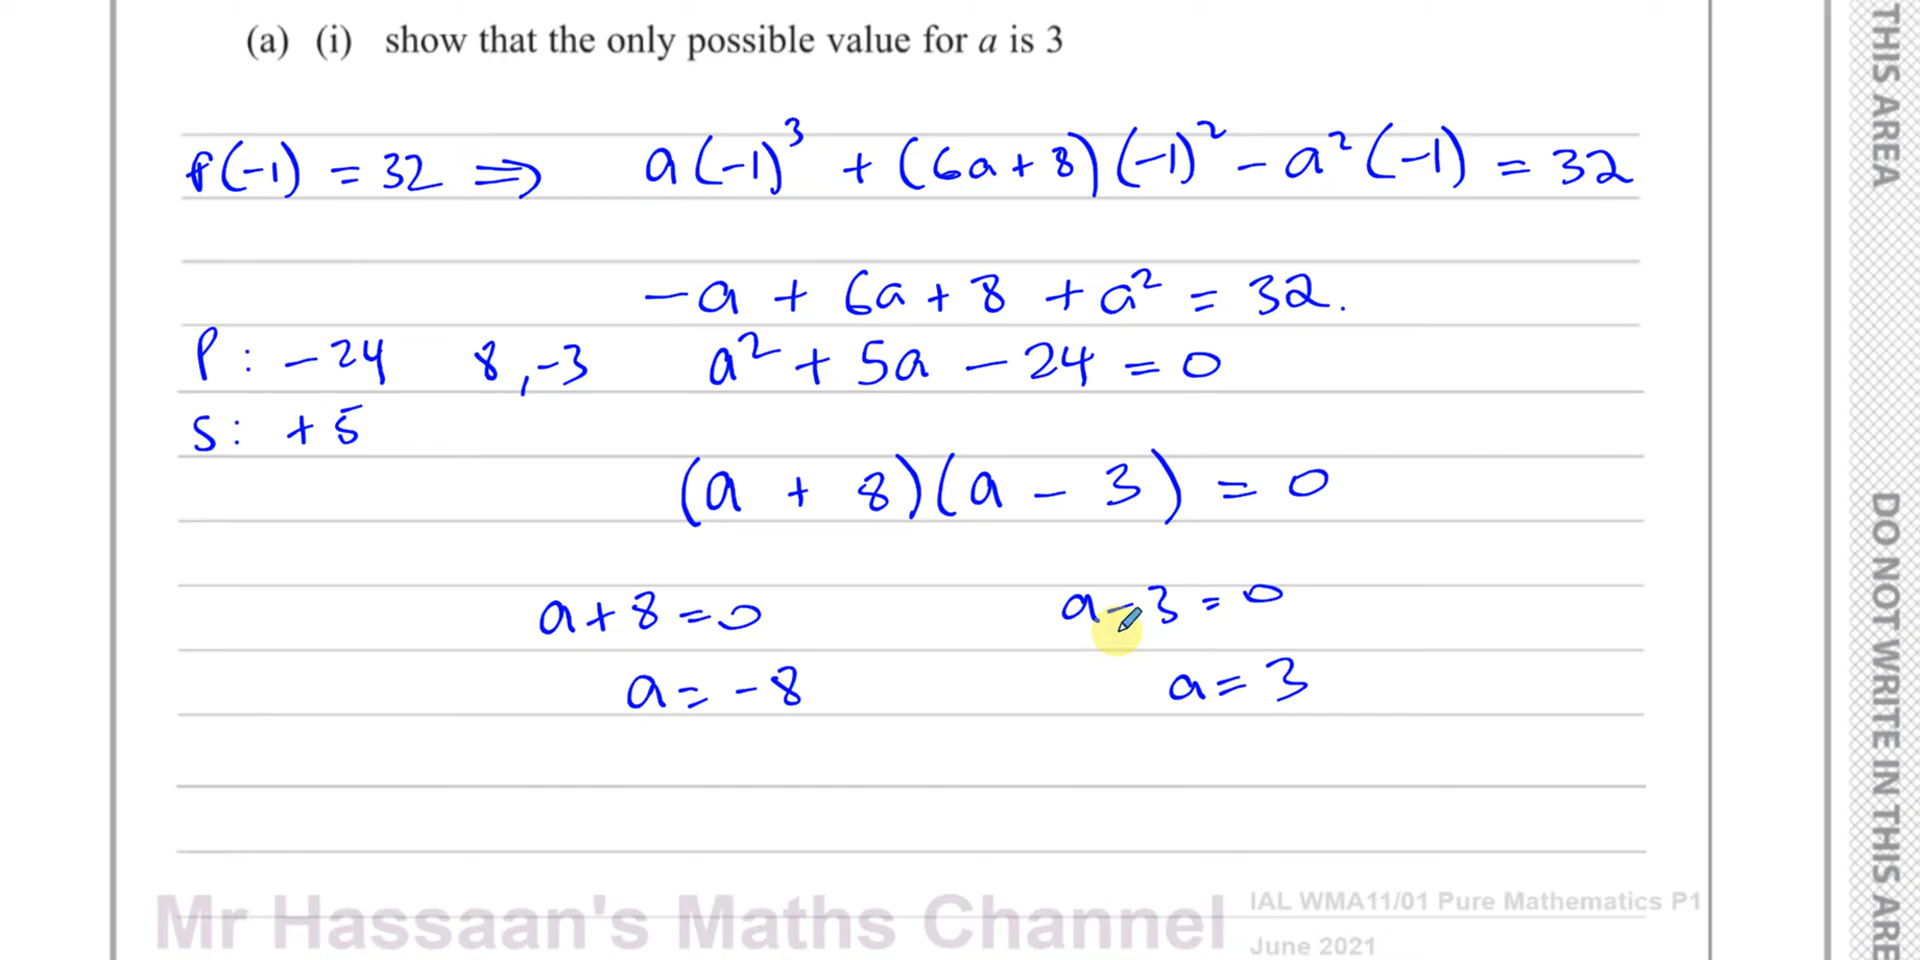 (a) (i) show that the only possible value for a is 3
f(-1) = 32 ⇒ a(-1)³ + (6a+8)(-1)² - a²(-1) = 32
-a + 6a + 8 + a² = 32.
P: -24 8,-3 a² + 5a - 24 = 0
S: +5
(a + 8)(a - 3) = 0
a+8=0 a-3=0
a=-8 a=3
Mr Hassaan's Maths Channel
IAL WMA11/01 Pure Mathematics P1
June 2021
THIS AREA
DO NOT WRITE IN THIS ARE